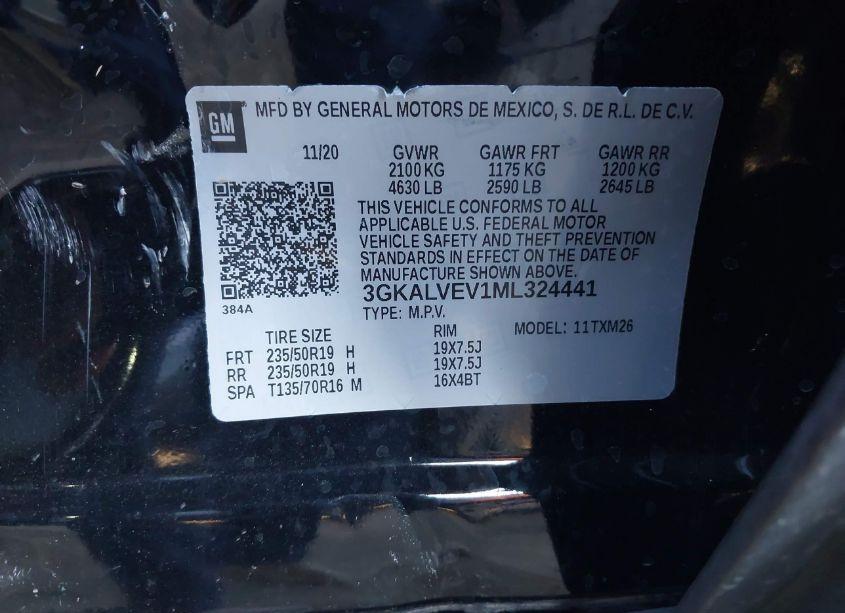 GM
MFD BY GENERAL MOTORS DE MEXICO, S. DE R.L. DE C.V.
11/20 GVWR GAWR FRT GAWR RR
2100 KG 1175 KG 1200 KG
4630 LB 2590 LB 2645 LB
THIS VEHICLE CONFORMS TO ALL
APPLICABLE U.S. FEDERAL MOTOR
VEHICLE SAFETY AND THEFT PREVENTION
STANDARDS IN EFFECT ON THE DATE OF
MANUFACTURE SHOWN ABOVE.
384A
3GKALVEV1ML324441
TYPE: M.P.V. MODEL: 11TXM26
TIRE SIZE RIM
FRT 235/50R19 H 19X7.5J
RR 235/50R19 H 19X7.5J
SPA T135/70R16 M 16X4BT